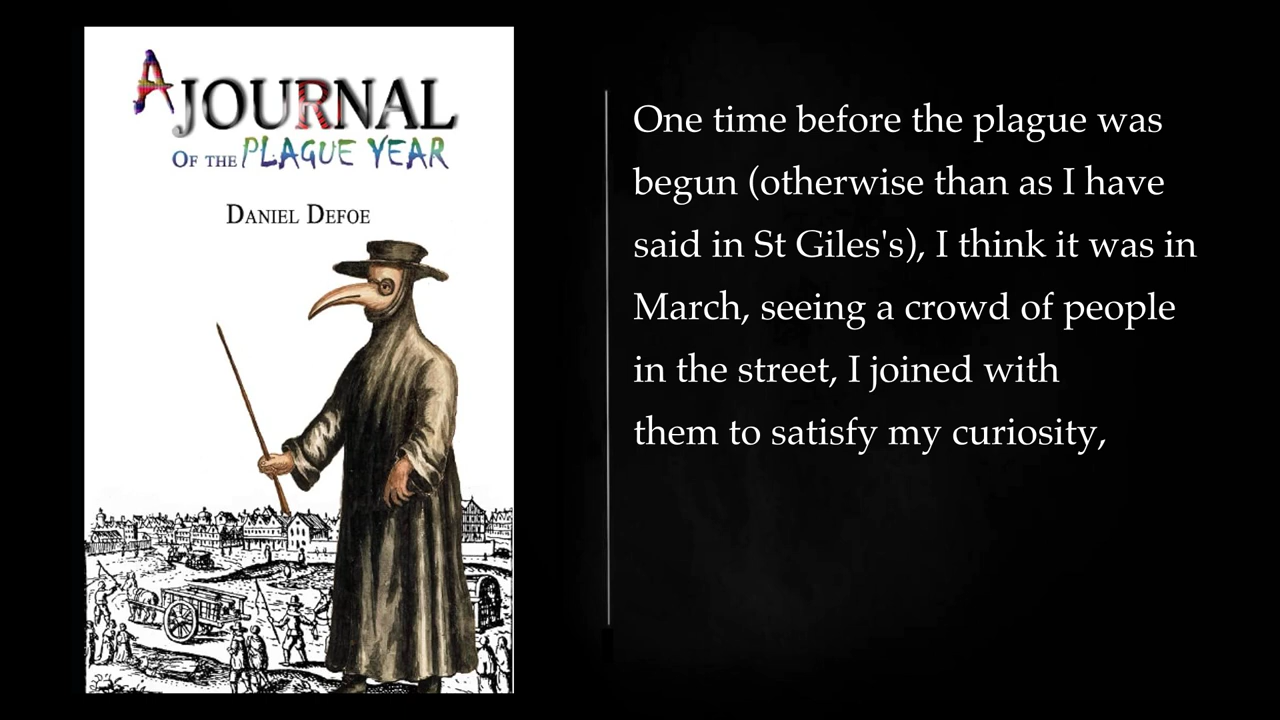 A JOURNAL
OF THE PLAGUE YEAR
DANIEL DEFOE
One time before the plague was
begun (otherwise than as I have
said in St Giles's), I think it was in
March, seeing a crowd of people
in the street, I joined with
them to satisfy my curiosity,